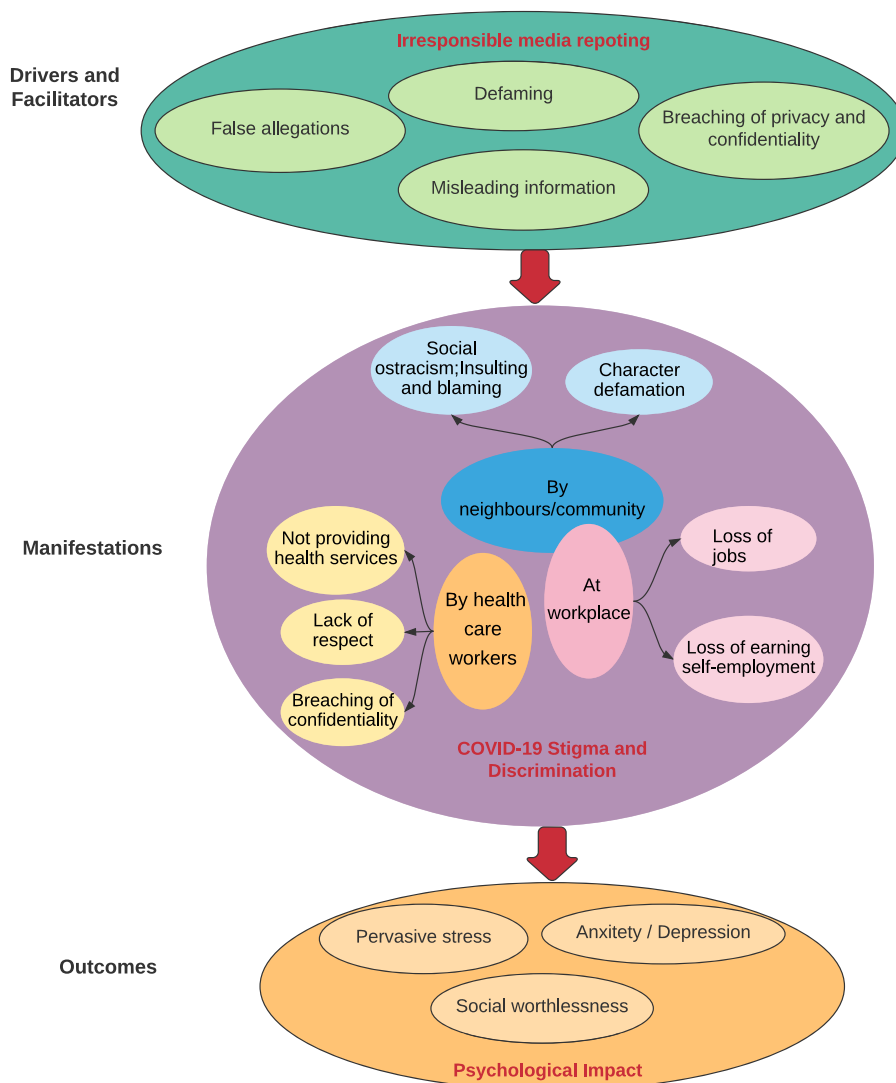 Irresponsible media repoting
Drivers and
Facilitators
Defaming
False allegations
Breaching of privacy and
confidentiality
Misleading information
Social
ostracism;Insulting
and blaming
Character
defamation
By
neighbours/community
Manifestations
Not providing
health services
Lack of
respect
Breaching of
confidentiality
By health
care
workers
At
workplace
Loss of
jobs
Loss of earning
self-employment
COVID-19 Stigma and
Discrimination
Outcomes
Pervasive stress
Anxitety / Depression
Social worthlessness
Psychological Impact